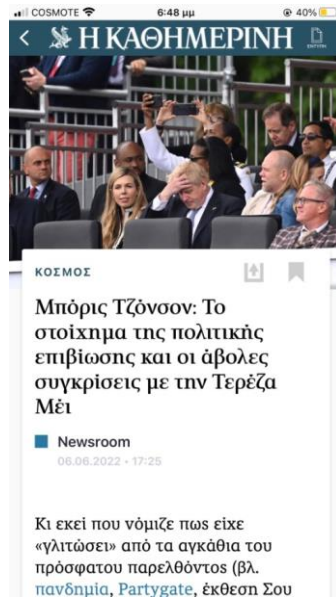 COSMOTE 6:48 μμ 40%
Η ΚΑΘΗΜΕΡΙΝΗ
ΚΟΣΜΟΣ
Μπόρις Τζόνσον: Το
στοίχημα της πολιτικής
επιβίωσης και οι άβολες
συγκρίσεις με την Τερέζα
Μέι
Newsroom
06.06.2022 • 17:25
Κι εκεί που νόμιζε πως είχε
«γλιτώσει» από τα αγκάθια του
πρόσφατου παρελθόντος (βλ.
πανδημία, Partygate, έκθεση Σου